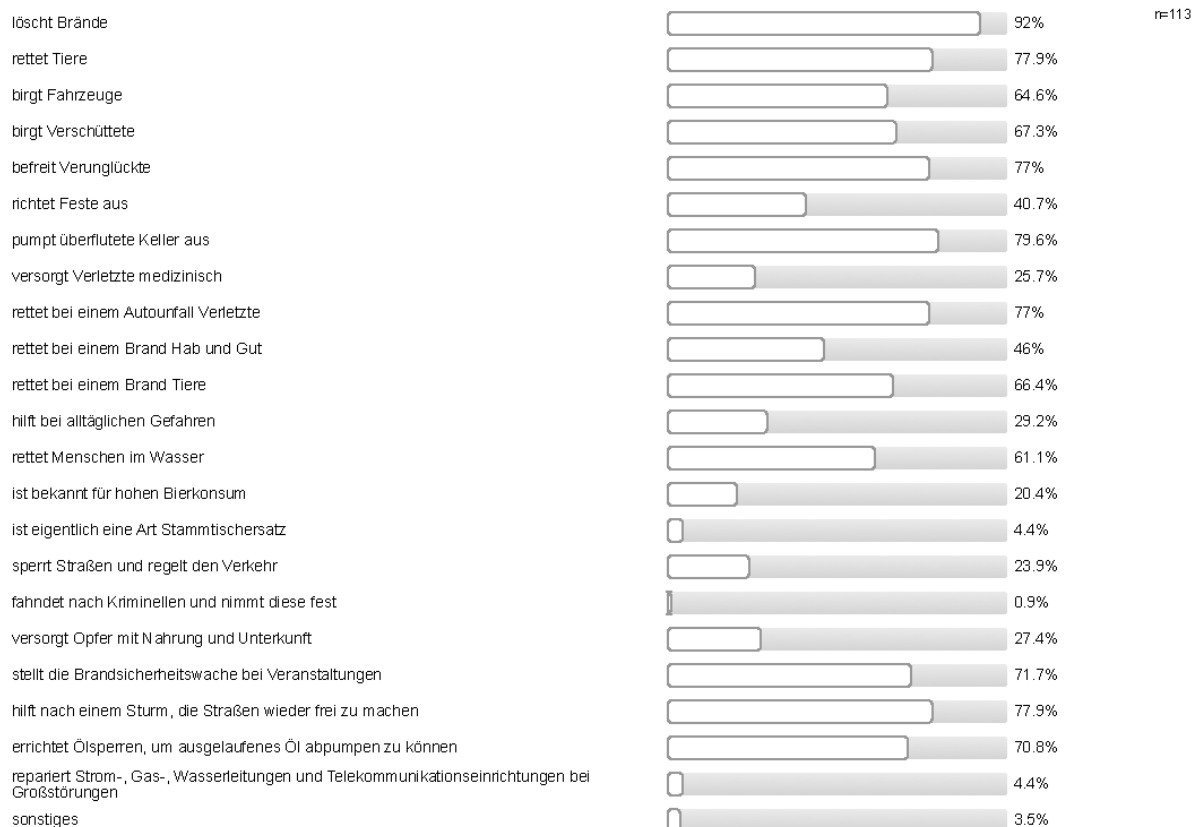 löscht Brände 92% n=113
rettet Tiere 77.9%
birgt Fahrzeuge 64.6%
birgt Verschüttete 67.3%
befreit Verunglückte 77%
richtet Feste aus 40.7%
pumpt überflutete Keller aus 79.6%
versorgt Verletzte medizinisch 25.7%
rettet bei einem Autounfall Verletzte 77%
rettet bei einem Brand Hab und Gut 46%
rettet bei einem Brand Tiere 66.4%
hilft bei alltäglichen Gefahren 29.2%
rettet Menschen im Wasser 61.1%
ist bekannt für hohen Bierkonsum 20.4%
ist eigentlich eine Art Stammtischersatz 4.4%
sperrt Straßen und regelt den Verkehr 23.9%
fahndet nach Kriminellen und nimmt diese fest 0.9%
versorgt Opfer mit Nahrung und Unterkunft 27.4%
stellt die Brandsicherheitswache bei Veranstaltungen 71.7%
hilft nach einem Sturm, die Straßen wieder frei zu machen 77.9%
errichtet Ölsperren, um ausgelaufenes Öl abpumpen zu können 70.8%
repariert Strom-, Gas-, Wasserleitungen und Telekommunikationseinrichtungen bei
Großstörungen 4.4%
sonstiges 3.5%